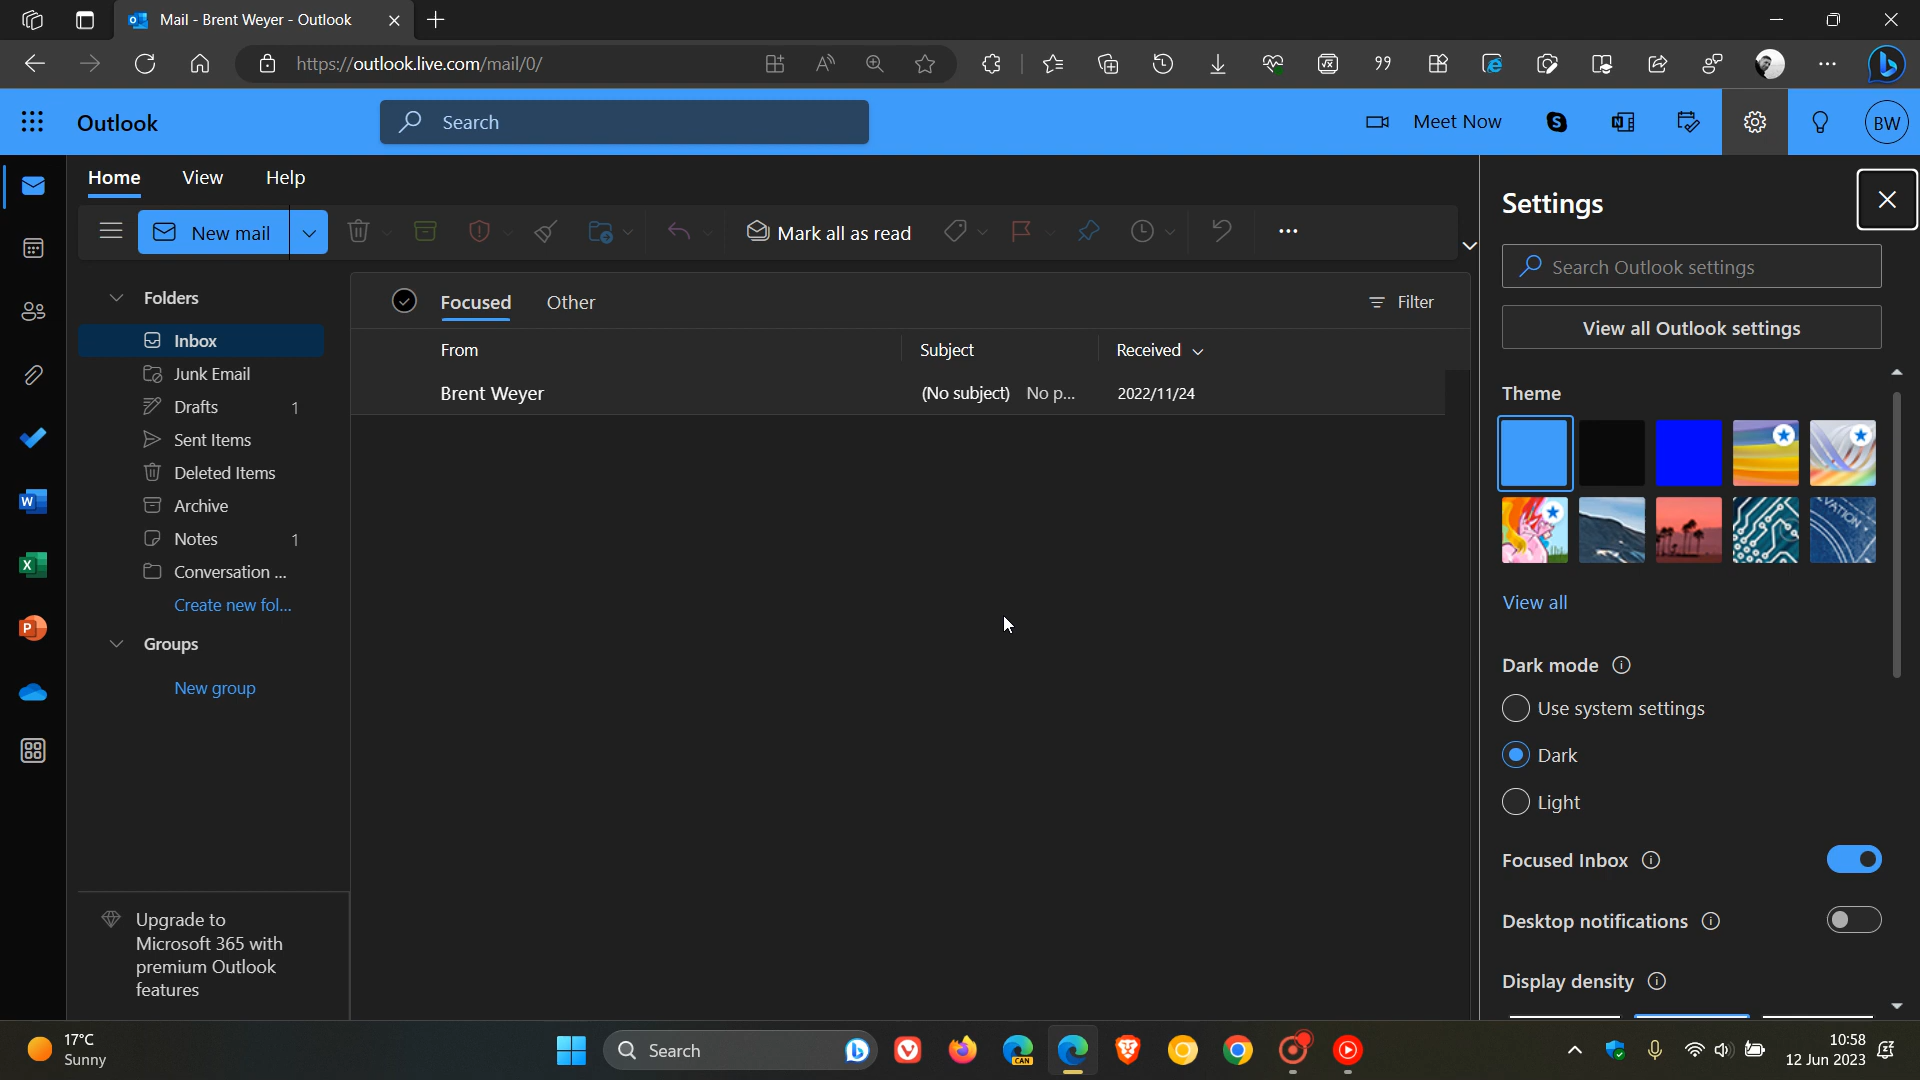 Mail - Brent Weyer - Outlook
https://outlook.live.com/mail/0/
Outlook
Search
Meet Now
BW
Home View Help
New mail
Mark all as read
Folders
Inbox
Junk Email
Drafts 1
Sent Items
Deleted Items
Archive
Notes 1
Conversation ...
Create new fol...
Groups
New group
Upgrade to
Microsoft 365 with
premium Outlook
features
Focused Other Filter
From Subject Received
Brent Weyer (No subject) No p... 2022/11/24
Settings
Search Outlook settings
View all Outlook settings
Theme
VATION
View all
Dark mode
Use system settings
Dark
Light
Focused Inbox
Desktop notifications
Display density
17°C
Sunny
Search
CAN
10:58
12 Jun 2023